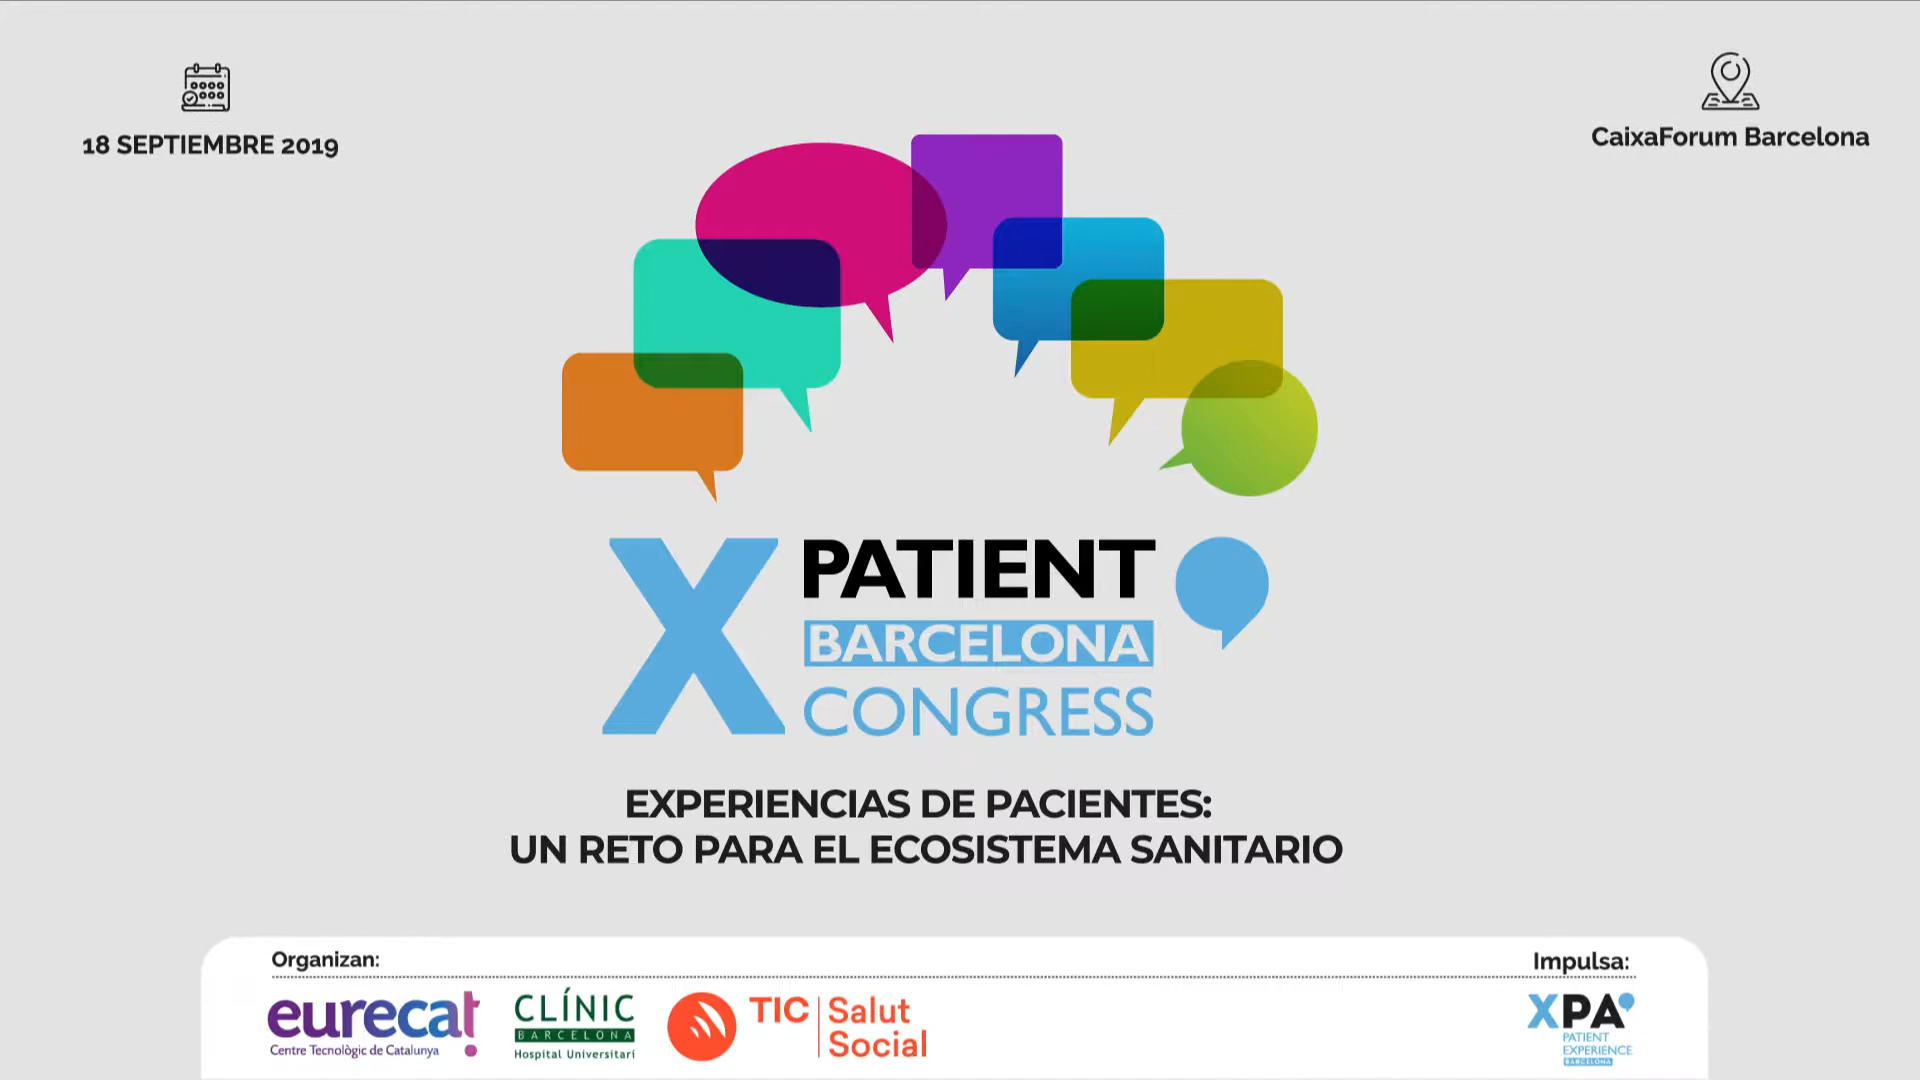 18 SEPTIEMBRE 2019
CaixaForum Barcelona
X PATIENT
BARCELONA
CONGRESS
EXPERIENCIAS DE PACIENTES:
UN RETO PARA EL ECOSISTEMA SANITARIO
Organizan:
Impulsa:
eurecat
Centre Tecnològic de Catalunya
CLÍNIC
BARCELONA
Hospital Universitari
TIC Salut
Social
XPA
PATIENT
EXPERIENCE
BARCELONA